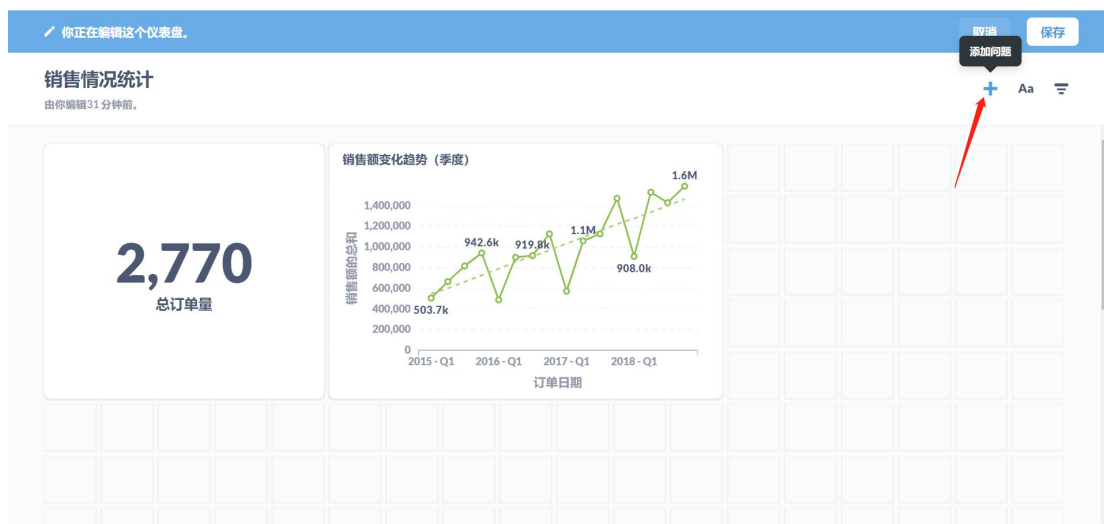 你正在编辑这个仪表盘。
取消
保存
添加问题
销售情况统计
由你编辑31分钟前。
Aa
2,770
总订单量
销售额变化趋势（季度）
1.6M
1,400,000
1,200,000
1,000,000
800,000
600,000
400,000
200,000
0
销售额的总和
503.7k
942.6k
919.8k
1.1M
908.0k
2015 - Q1
2016 - Q1
2017 - Q1
2018 - Q1
订单日期